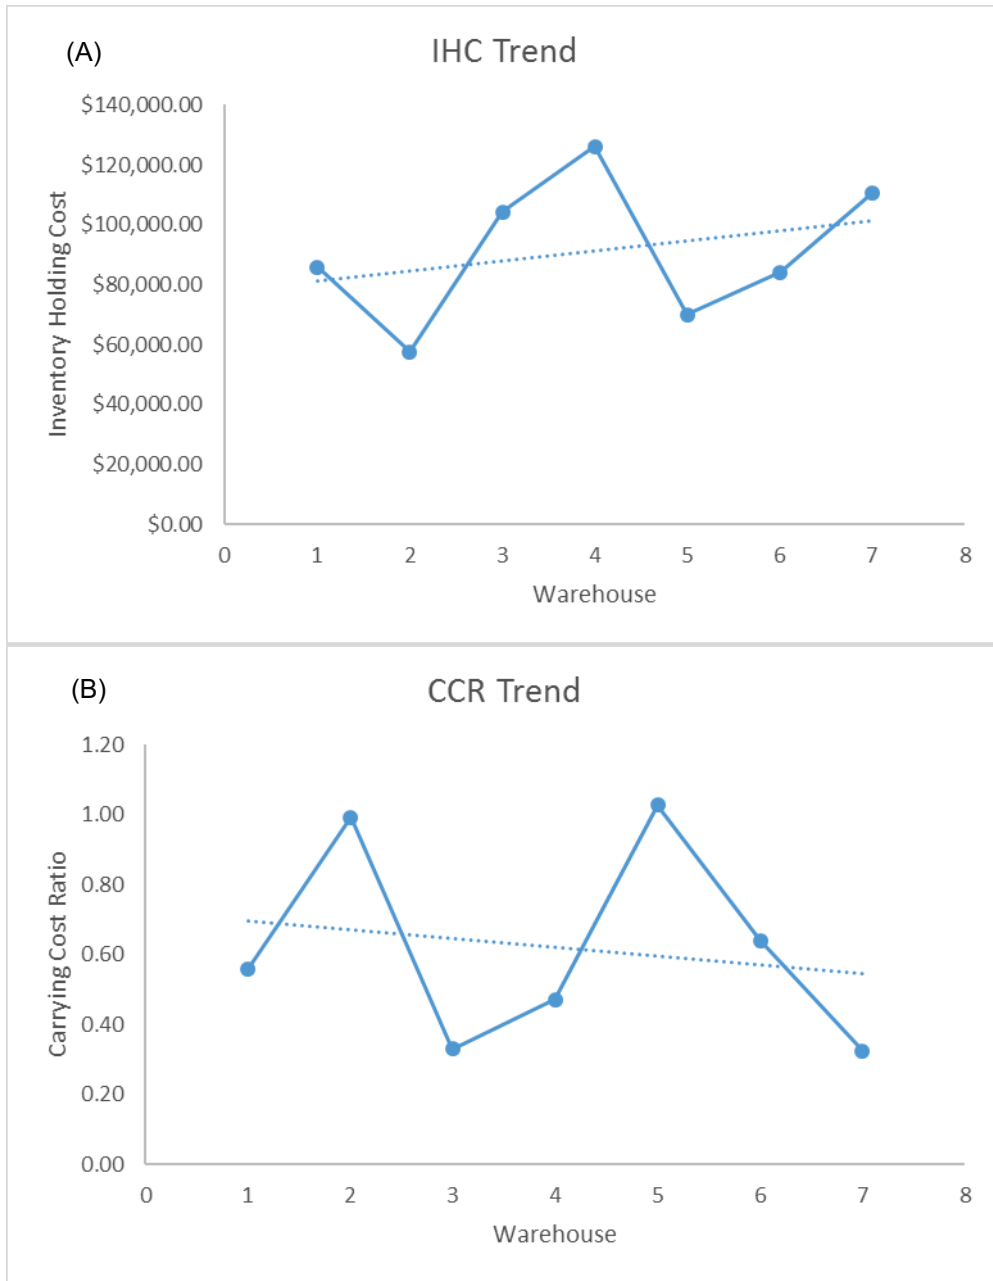 (A)
IHC Trend
$140,000.00
$120,000.00
$100,000.00
$80,000.00
$60,000.00
$40,000.00
$20,000.00
$0.00
Inventory Holding Cost
0 1 2 3 4 5 6 7 8
Warehouse
(B)
CCR Trend
1.20
1.00
0.80
0.60
0.40
0.20
0.00
Carrying Cost Ratio
0 1 2 3 4 5 6 7 8
Warehouse